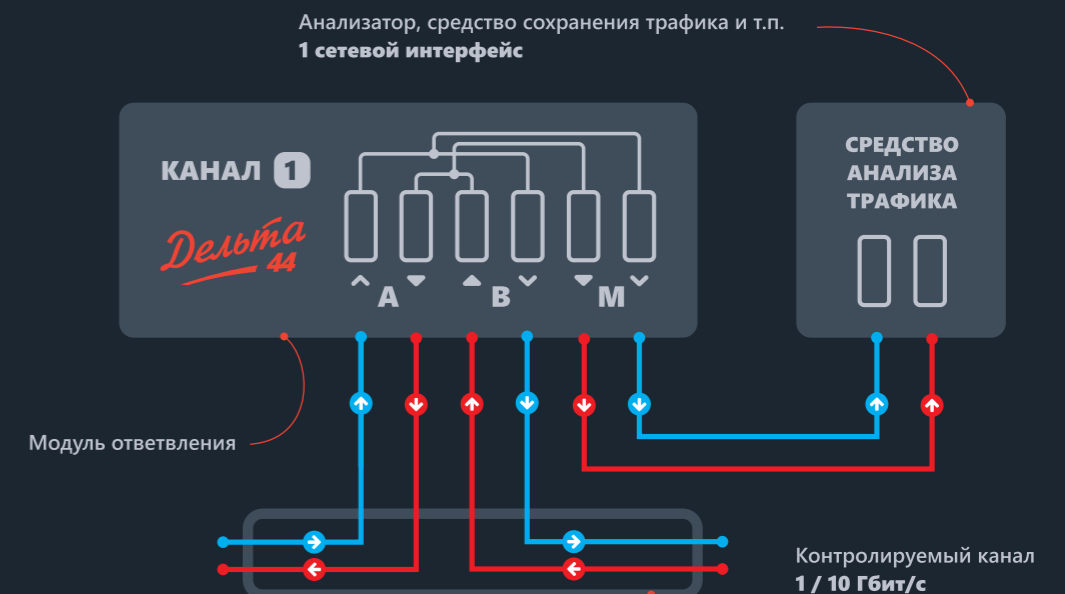 Анализатор, средство сохранения трафика и т.п.
1 сетевой интерфейс
КАНАЛ 1
Дельта
44
A
B
M
СРЕДСТВО
АНАЛИЗА
ТРАФИКА
Модуль ответвления
Контролируемый канал
1 / 10 Гбит/с